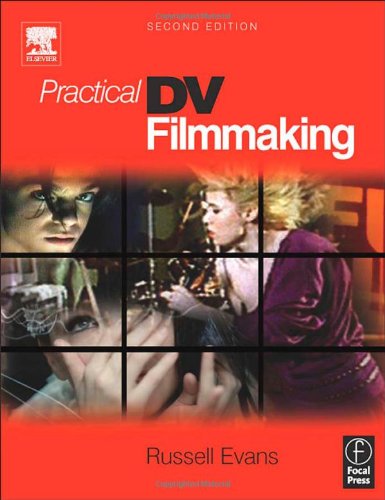 SECOND EDITION
ELSEVIER
Practical DV
Filmmaking
Russell Evans
Focal
Press